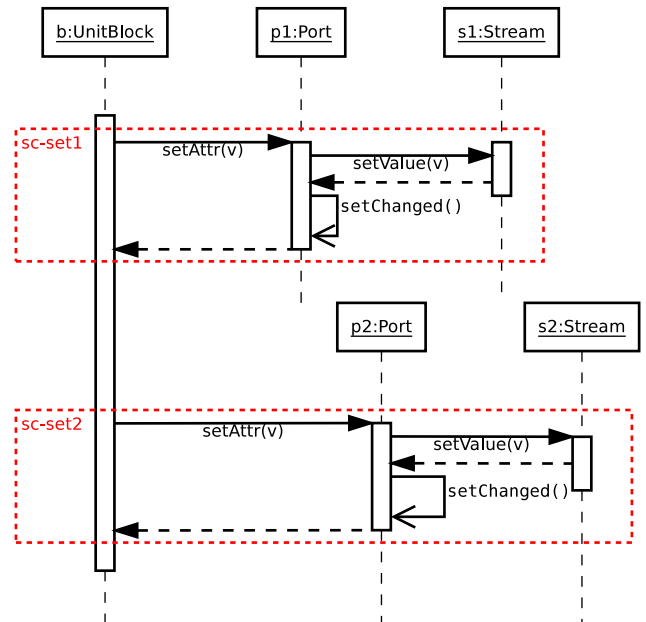 b:UnitBlock
p1:Port
s1:Stream
sc-set1
setAttr(v)
setValue(v)
setChanged()
p2:Port
s2:Stream
sc-set2
setAttr(v)
setValue(v)
setChanged()